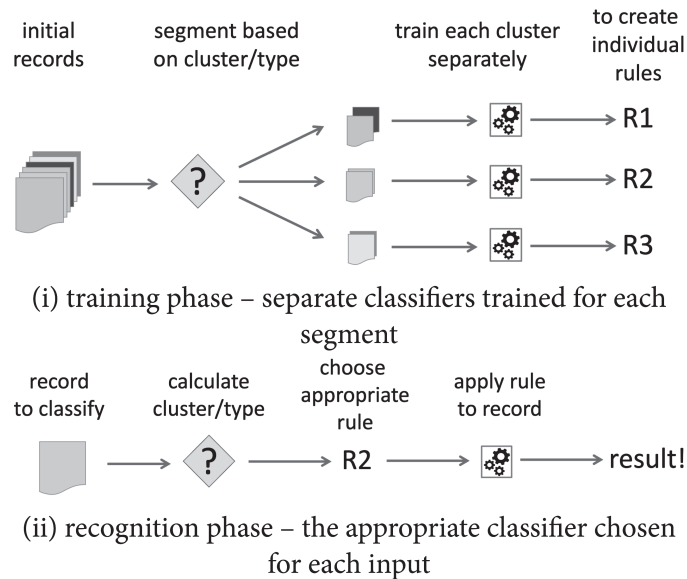 initial
records
segment based
on cluster/type
train each cluster
separately
to create
individual
rules
?
R1
R2
R3
(i) training phase – separate classifiers trained for each
segment
record
to classify
calculate
cluster/type
choose
appropriate
rule
apply rule
to record
?
R2
result!
(ii) recognition phase – the appropriate classifier chosen
for each input